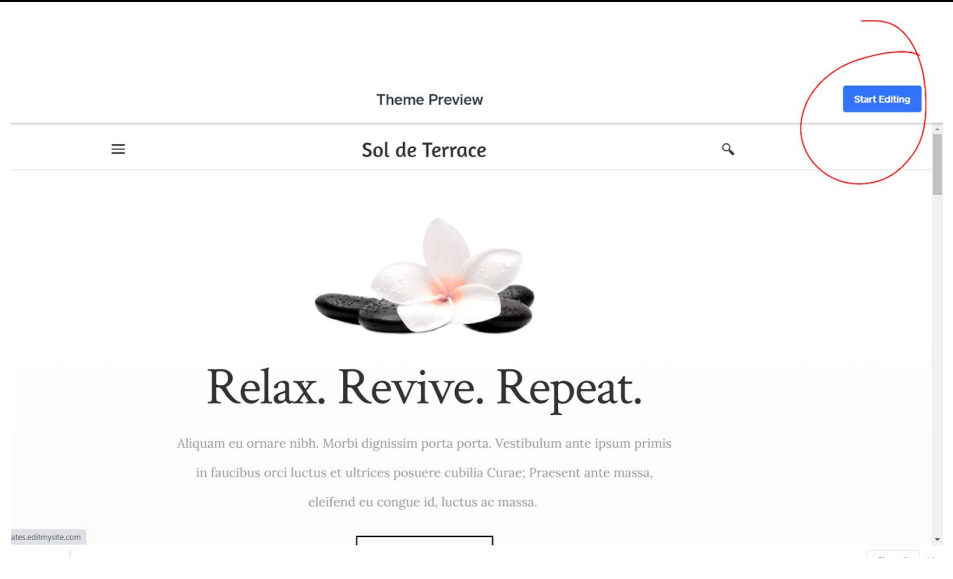 Theme Preview
Start Editing
Sol de Terrace
Relax. Revive. Repeat.
Aliquam eu ornare nibh. Morbi dignissim porta porta. Vestibulum ante ipsum primis
in faucibus orci luctus et ultrices posuere cubilia Curae; Praesent ante massa,
eleifend eu congue id, luctus ac massa.
ates.editmysite.com